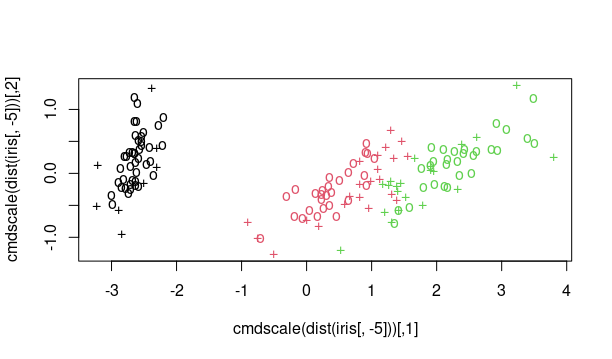 cmdscale(dist(iris[, -5]))[,2]
1.0
0.0
-1.0
-3 -2 -1 0 1 2 3 4
cmdscale(dist(iris[, -5]))[,1]